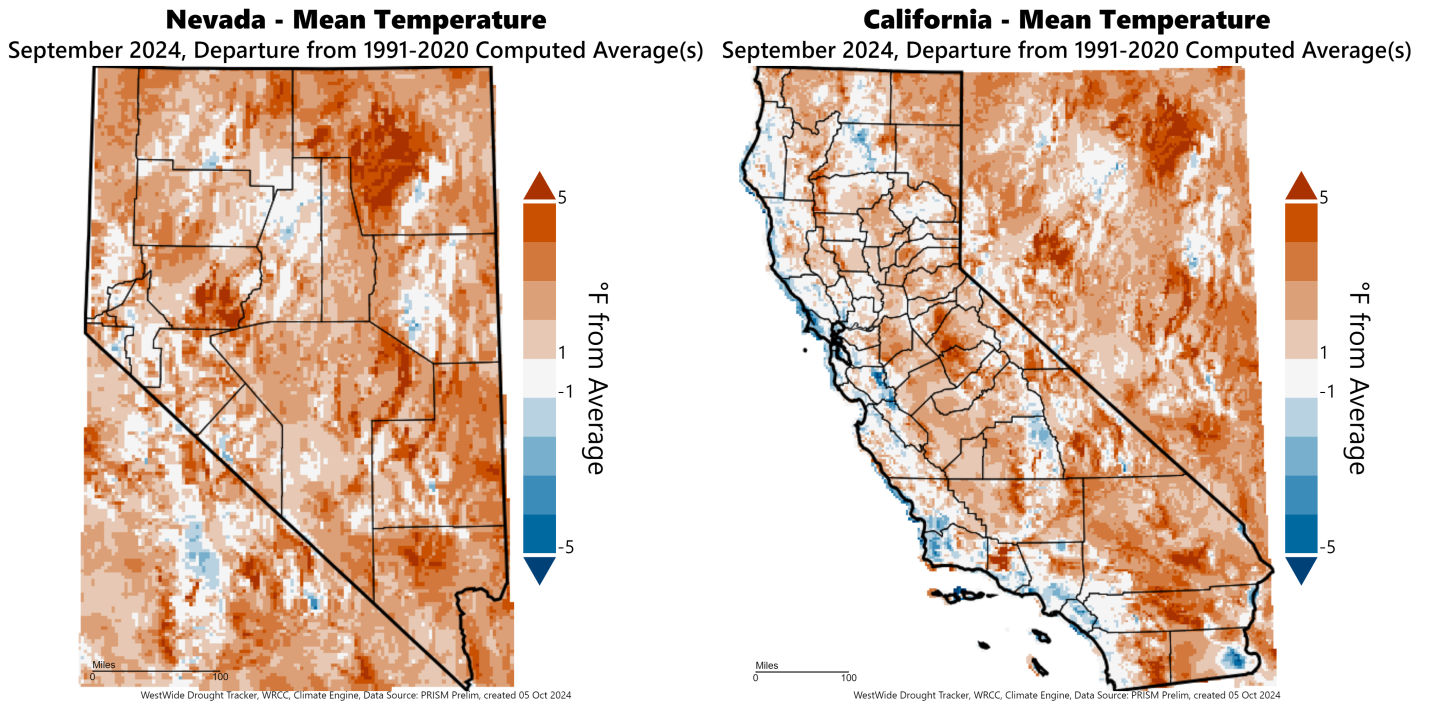 Nevada - Mean Temperature
September 2024, Departure from 1991-2020 Computed Average(s)
5
1
-1
-5
°F from Average
Miles
0 100
WestWide Drought Tracker, WRCC, Climate Engine, Data Source: PRISM Prelim, created 05 Oct 2024
California - Mean Temperature
September 2024, Departure from 1991-2020 Computed Average(s)
5
1
-1
-5
°F from Average
Miles
0 100
WestWide Drought Tracker, WRCC, Climate Engine, Data Source: PRISM Prelim, created 05 Oct 2024